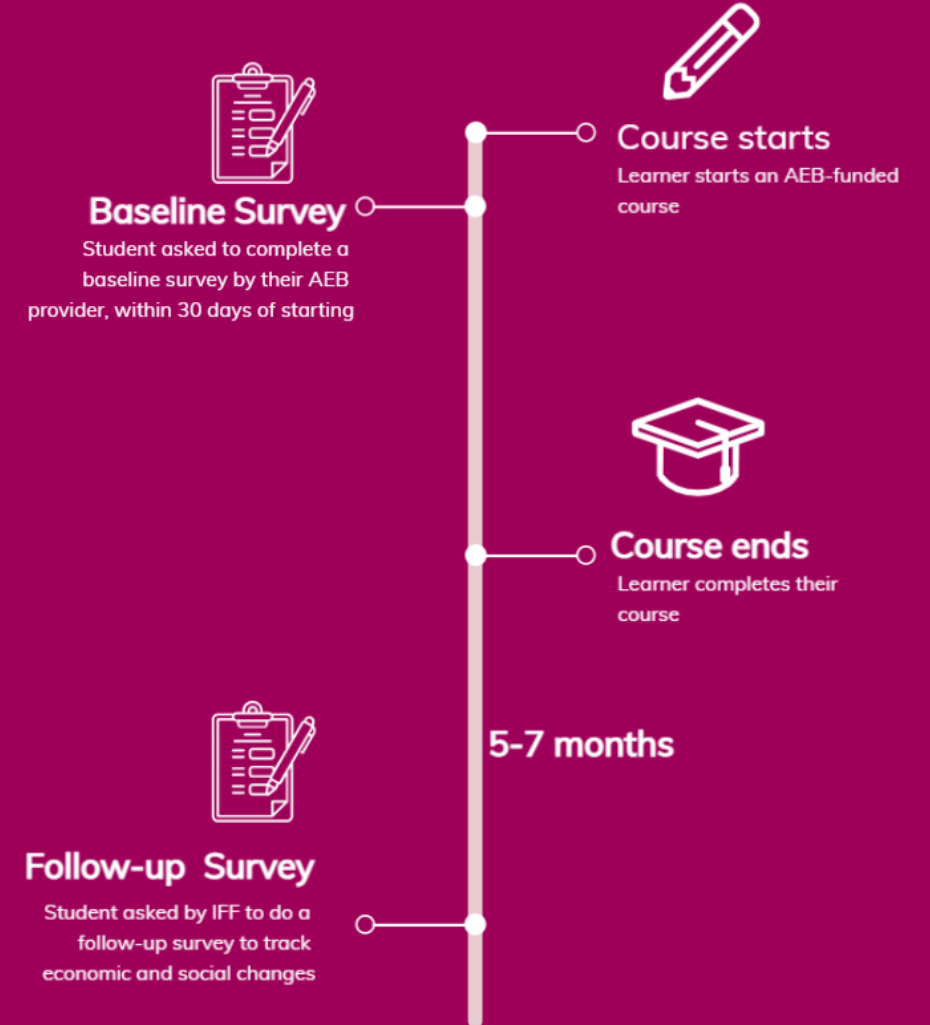 Course starts
Learner starts an AEB-funded
course
Baseline Survey
Student asked to complete a
baseline survey by their AEB
provider, within 30 days of starting
Course ends
Learner completes their
course
5-7 months
Follow-up Survey
Student asked by IFF to do a
follow-up survey to track
economic and social changes